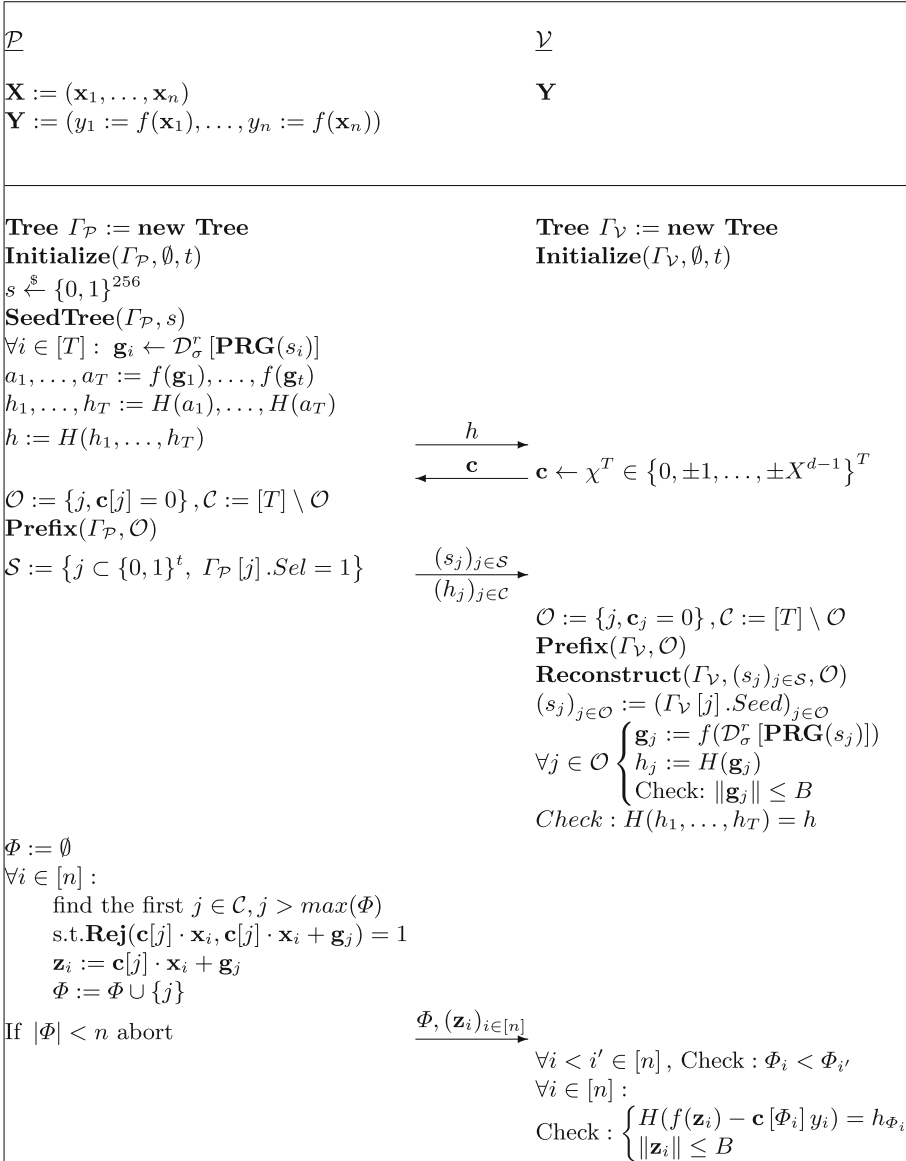 𝒫 𝒱
𝐗 := (𝐱₁, . . . , 𝐱ₙ) 𝐘
𝐘 := (y₁ := f(𝐱₁), . . . , yₙ := f(𝐱ₙ))
Tree Γ_𝒫 := new Tree Tree Γ_𝒱 := new Tree
Initialize(Γ_𝒫, ∅, t) Initialize(Γ_𝒱, ∅, t)
s ←$ {0, 1}²⁵⁶
SeedTree(Γ_𝒫, s)
∀i ∈ [T] : 𝐠ᵢ ← 𝒟_σ^r [PRG(sᵢ)]
a₁, . . . , a_T := f(𝐠₁), . . . , f(𝐠ₜ)
h₁, . . . , h_T := H(a₁), . . . , H(a_T)
h := H(h₁, . . . , h_T) h
𝐜 𝐜 ← χ^T ∈ {0, ±1, . . . , ±X^{d−1}}^T
𝒪 := {j, 𝐜[j] = 0} , 𝒞 := [T] \ 𝒪
Prefix(Γ_𝒫, 𝒪)
𝒮 := {j ⊂ {0, 1}^t, Γ_𝒫 [j] .Sel = 1} (s_j)_{j∈𝒮}
(h_j)_{j∈𝒞}
𝒪 := {j, 𝐜_j = 0} , 𝒞 := [T] \ 𝒪
Prefix(Γ_𝒱, 𝒪)
Reconstruct(Γ_𝒱, (s_j)_{j∈𝒮}, 𝒪)
(s_j)_{j∈𝒪} := (Γ_𝒱 [j] .Seed)_{j∈𝒪}
𝐠_j := f(𝒟_σ^r [PRG(s_j)])
∀j ∈ 𝒪 { h_j := H(𝐠_j)
Check: ‖𝐠_j‖ ≤ B
Check : H(h₁, . . . , h_T) = h
Φ := ∅
∀i ∈ [n] :
find the first j ∈ 𝒞, j > max(Φ)
s.t.Rej(𝐜[j] · 𝐱ᵢ, 𝐜[j] · 𝐱ᵢ + 𝐠_j) = 1
𝐳ᵢ := 𝐜[j] · 𝐱ᵢ + 𝐠_j
Φ := Φ ∪ {j}
If |Φ| < n abort Φ, (𝐳ᵢ)_{i∈[n]}
∀i < i′ ∈ [n] , Check : Φᵢ < Φ_{i′}
∀i ∈ [n] :
Check : { H(f(𝐳ᵢ) − 𝐜 [Φᵢ] yᵢ) = h_{Φᵢ}
‖𝐳ᵢ‖ ≤ B